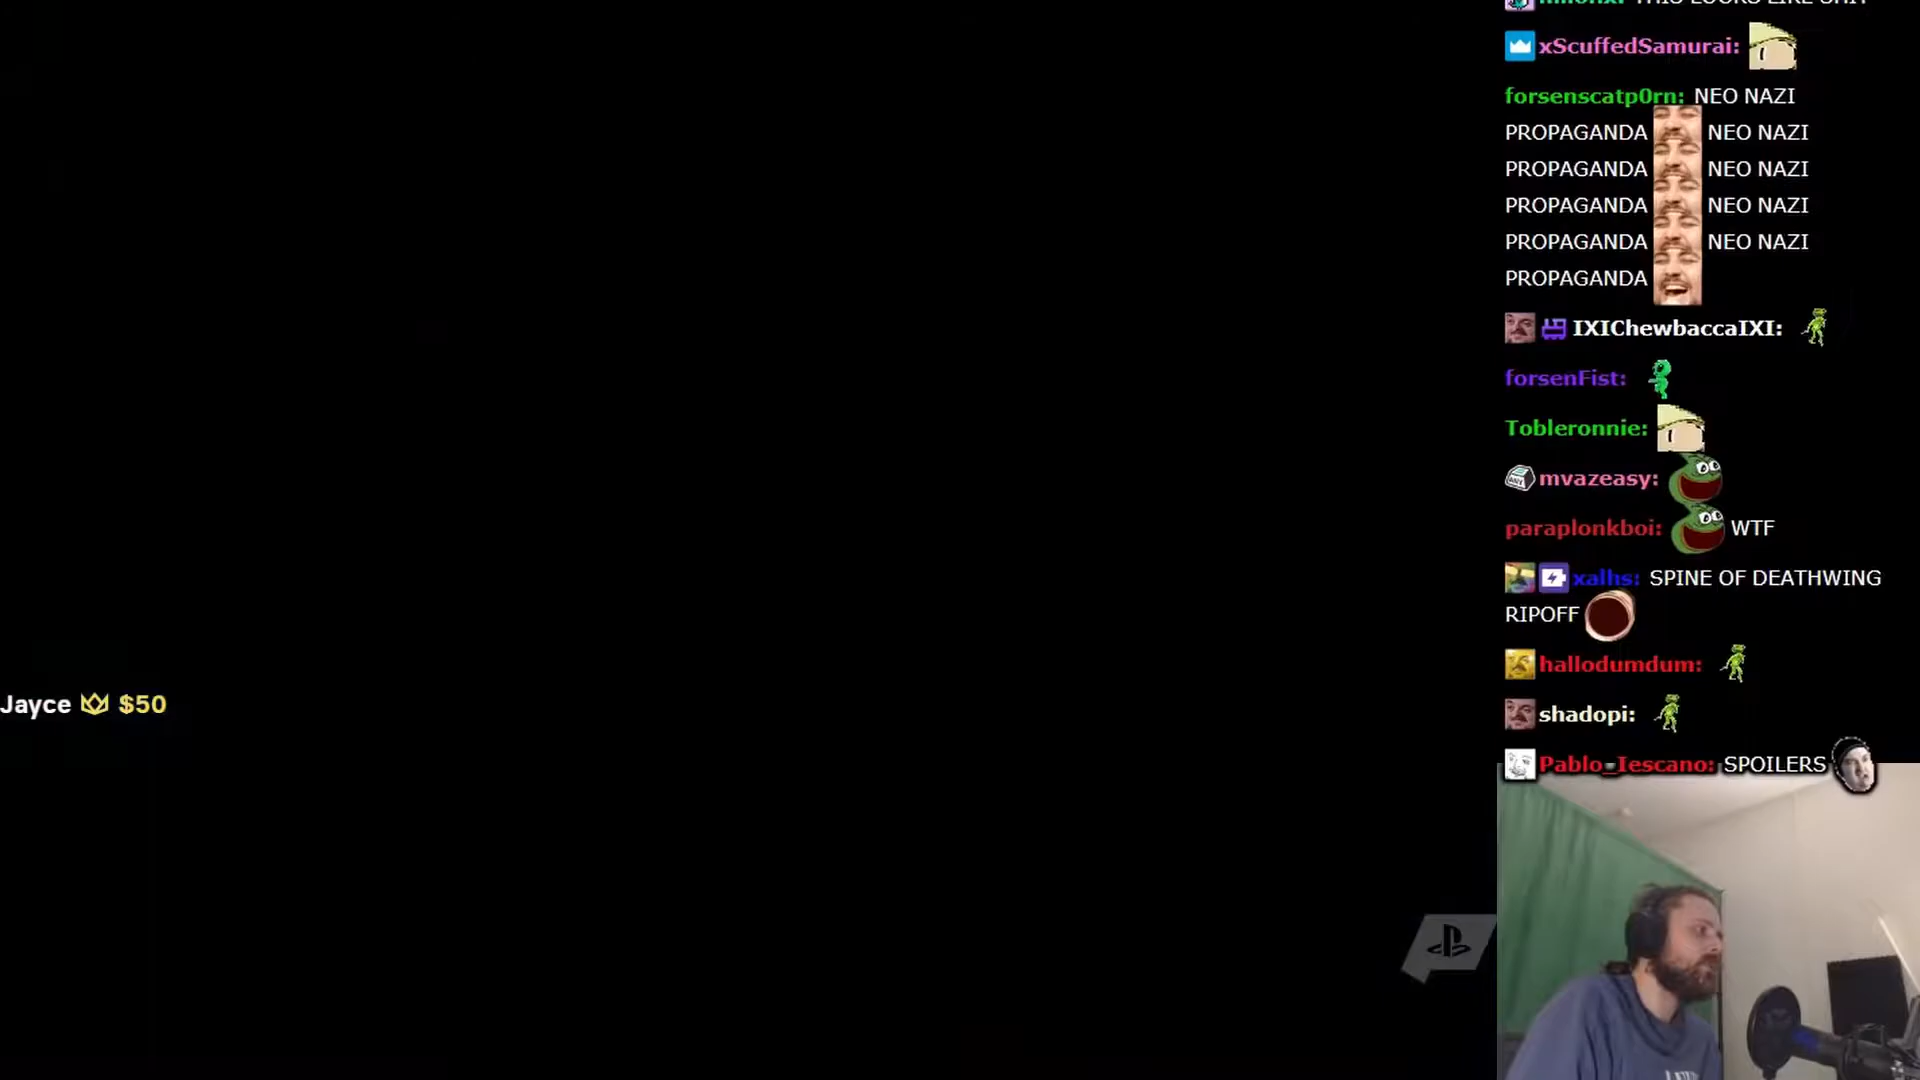 xScuffedSamurai:
forsenscatp0rn: NEO NAZI
PROPAGANDA NEO NAZI
PROPAGANDA NEO NAZI
PROPAGANDA NEO NAZI
PROPAGANDA NEO NAZI
PROPAGANDA
IXIChewbaccaIXI:
forsenFist:
Tobleronnie:
mvazeasy:
paraplonkboi: WTF
xalhs: SPINE OF DEATHWING
RIPOFF
hallodumdum:
Jayce $50
shadopi:
Pablo_Iescano: SPOILERS